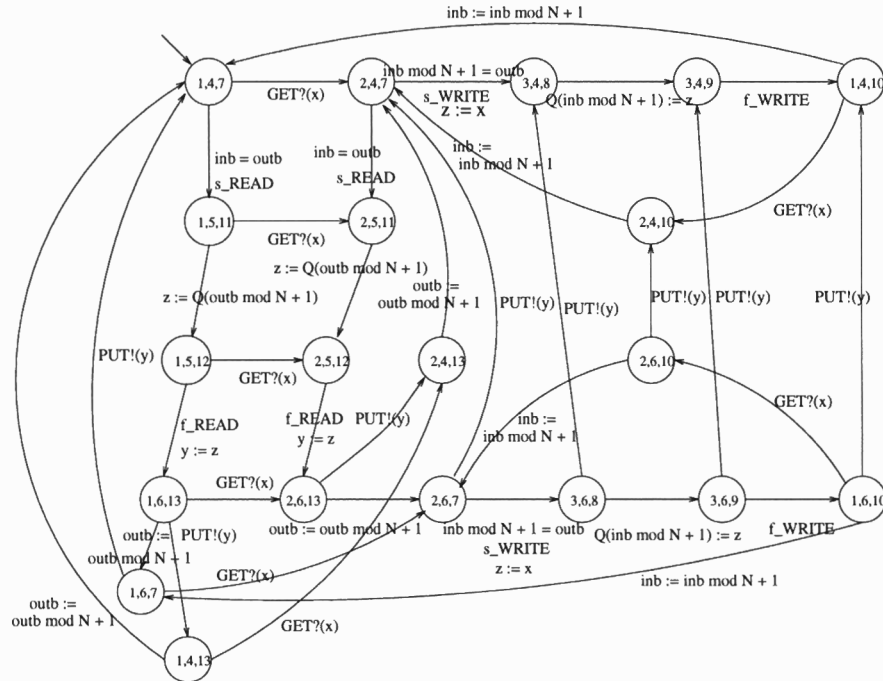 inb := inb mod N + 1
1,4,7
GET?(x)
2,4,7
inb mod N + 1 = outb
s_WRITE
z := x
3,4,8
Q(inb mod N + 1) := z
3,4,9
f_WRITE
1,4,10
inb = outb
s_READ
inb = outb
s_READ
inb :=
inb mod N + 1
GET?(x)
1,5,11
GET?(x)
2,5,11
2,4,10
z := Q(outb mod N + 1)
z := Q(outb mod N + 1)
outb :=
outb mod N + 1
PUT!(y)
PUT!(y)
PUT!(y)
PUT!(y)
PUT!(y)
PUT!(y)
1,5,12
GET?(x)
2,5,12
2,4,13
2,6,10
GET?(x)
f_READ
y := z
f_READ
y := z
PUT!(y)
inb :=
inb mod N + 1
1,6,13
GET?(x)
2,6,13
outb := outb mod N + 1
2,6,7
inb mod N + 1 = outb
s_WRITE
z := x
3,6,8
Q(inb mod N + 1) := z
3,6,9
f_WRITE
1,6,10
outb :=
outb mod N + 1
PUT!(y)
GET?(x)
inb := inb mod N + 1
1,6,7
outb :=
outb mod N + 1
GET?(x)
1,4,13